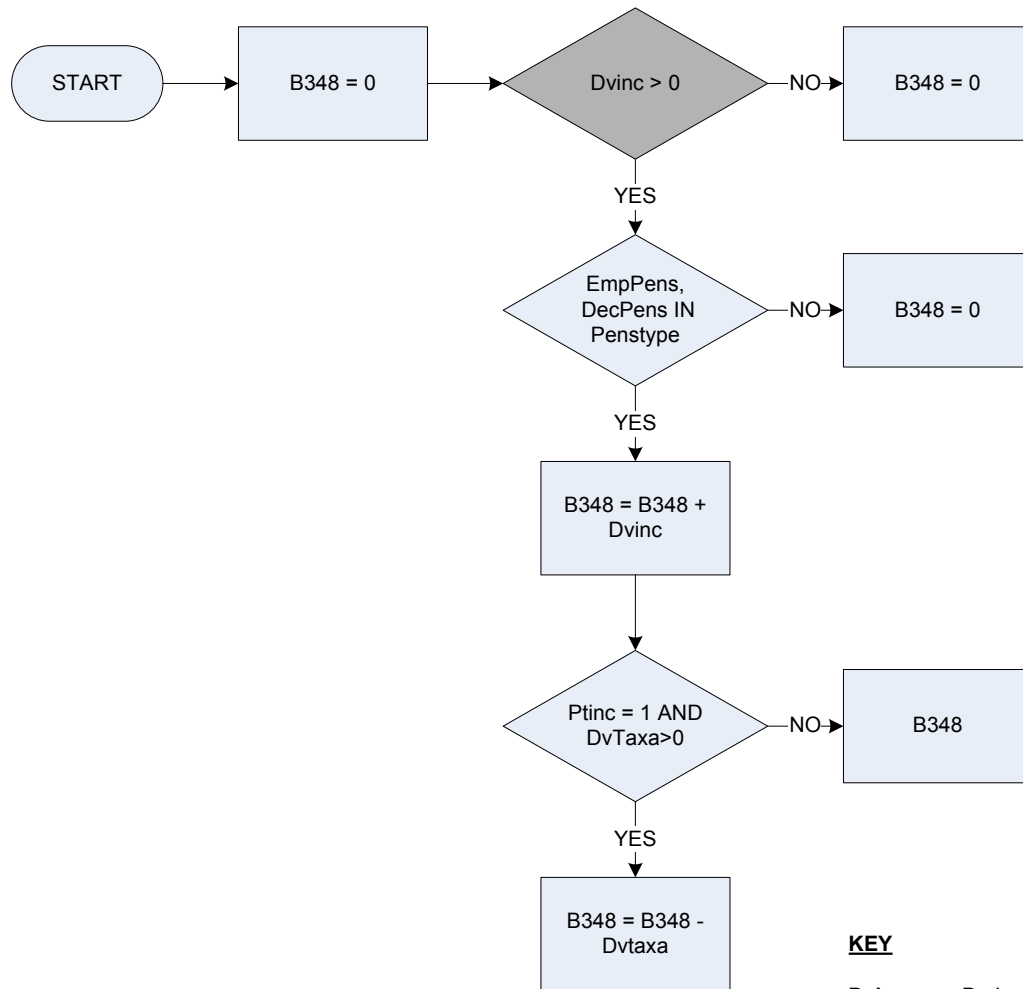 START
B348 = 0
Dvinc > 0
NO
B348 = 0
YES
EmpPens,
DecPens IN
Penstype
NO
B348 = 0
YES
B348 = B348 +
Dvinc
Ptinc = 1 AND
DvTaxa>0
NO
B348
YES
B348 = B348 -
Dvtaxa
KEY